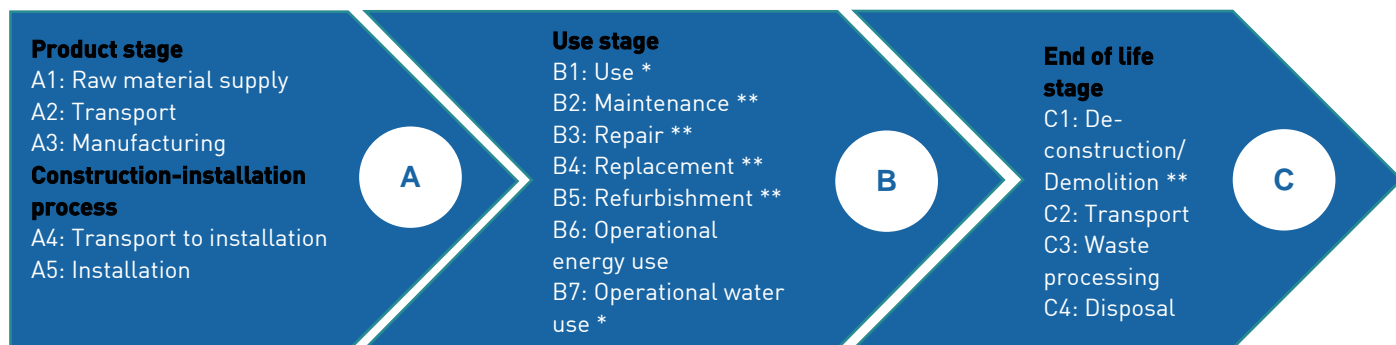 Product stage
A1: Raw material supply
A2: Transport
A3: Manufacturing
Construction-installation
process
A4: Transport to installation
A5: Installation
A
Use stage
B1: Use *
B2: Maintenance **
B3: Repair **
B4: Replacement **
B5: Refurbishment **
B6: Operational
energy use
B7: Operational water
use *
B
End of life
stage
C1: De-
construction/
Demolition **
C2: Transport
C3: Waste
processing
C4: Disposal
C